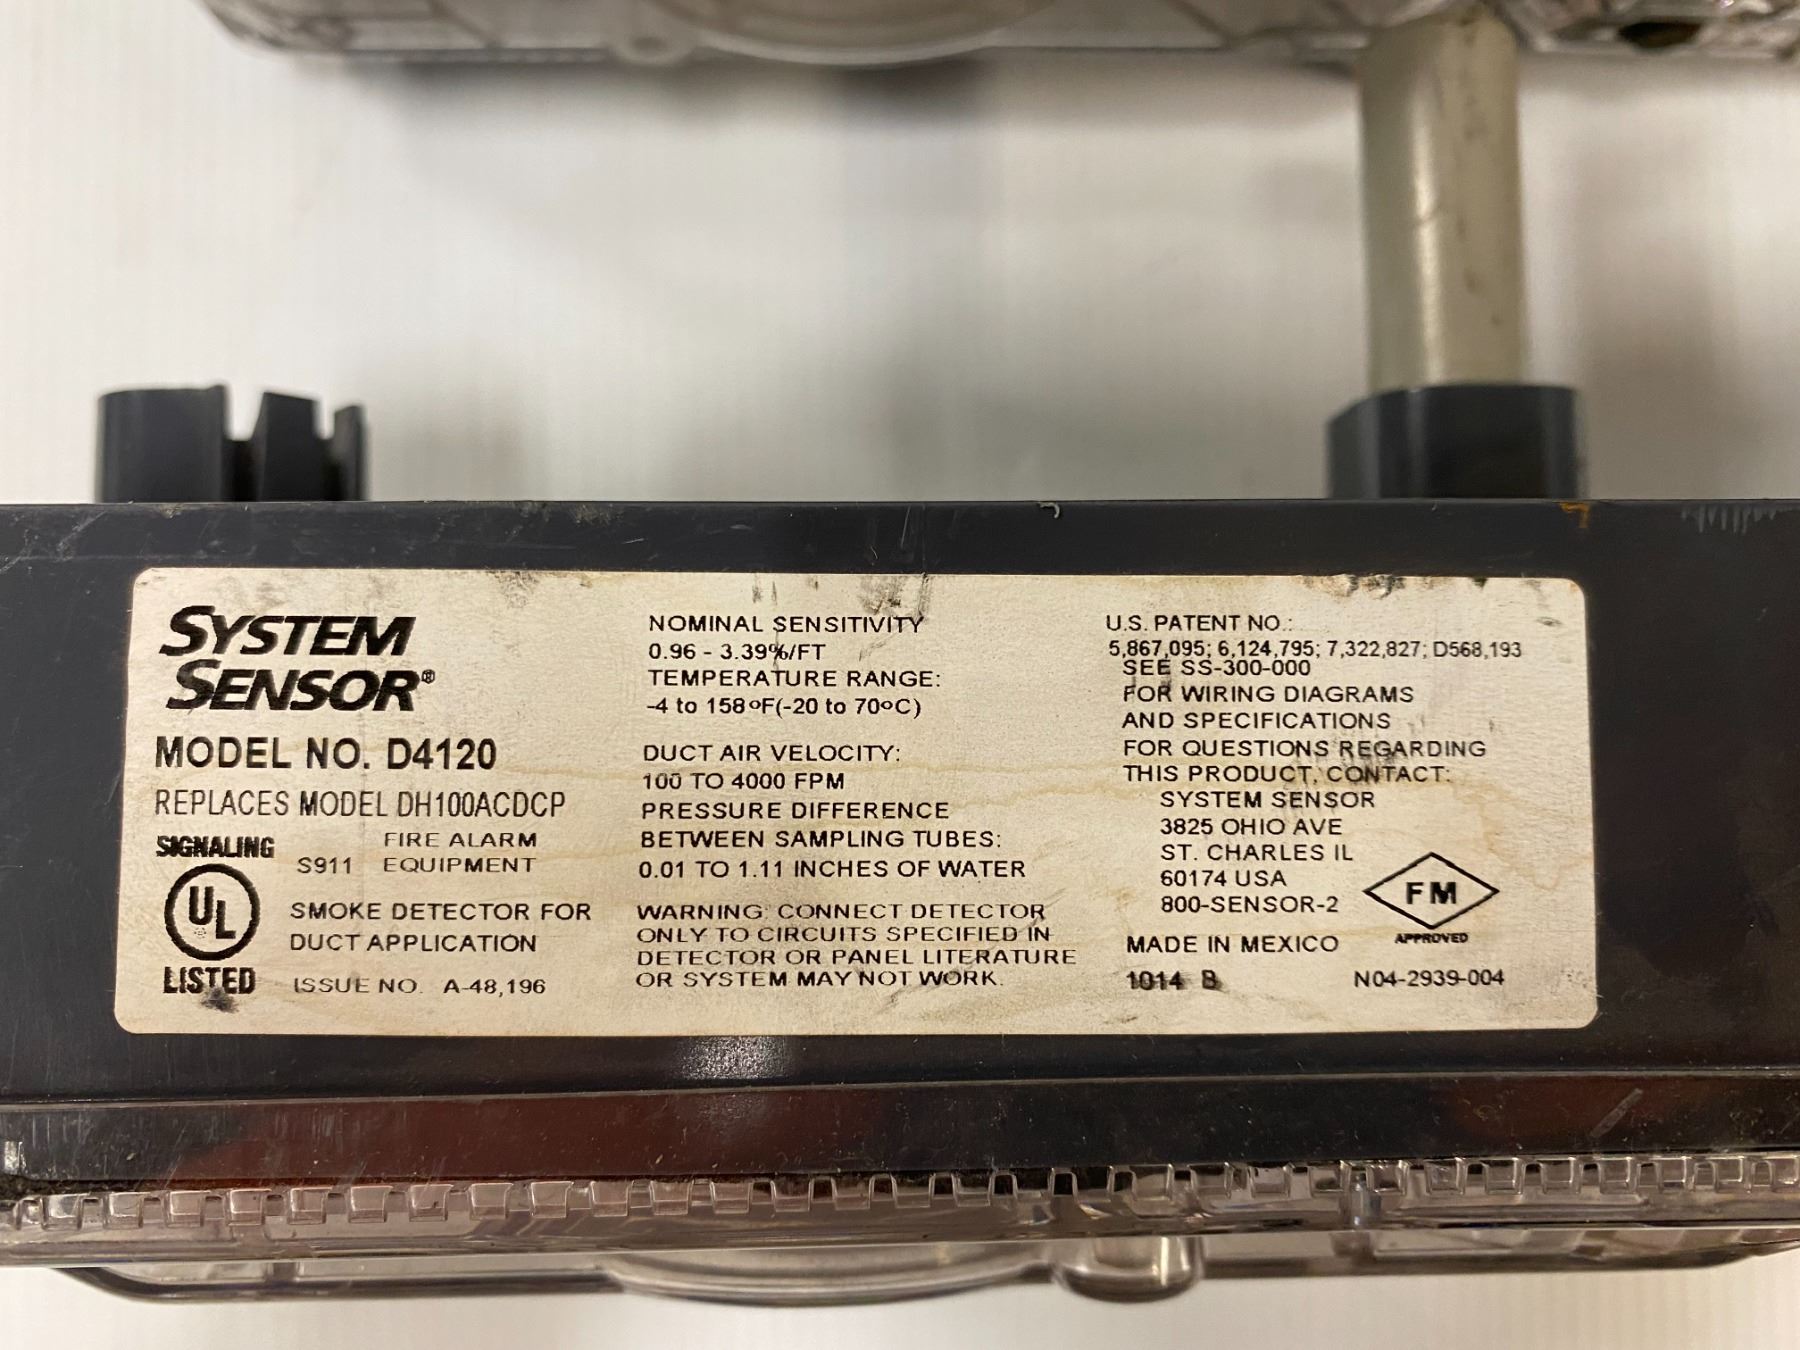 SYSTEM
SENSOR®
MODEL NO. D4120
REPLACES MODEL DH100ACDCP
SIGNALING
UL
LISTED
S911
FIRE ALARM
EQUIPMENT
SMOKE DETECTOR FOR
DUCT APPLICATION
ISSUE NO. A-48,196
NOMINAL SENSITIVITY
0.96 - 3.39%/FT
TEMPERATURE RANGE:
-4 to 158ºF(-20 to 70ºC)
DUCT AIR VELOCITY:
100 TO 4000 FPM
PRESSURE DIFFERENCE
BETWEEN SAMPLING TUBES:
0.01 TO 1.11 INCHES OF WATER
WARNING: CONNECT DETECTOR
ONLY TO CIRCUITS SPECIFIED IN
DETECTOR OR PANEL LITERATURE
OR SYSTEM MAY NOT WORK.
U.S. PATENT NO.:
5,867,095; 6,124,795; 7,322,827; D568,193
SEE SS-300-000
FOR WIRING DIAGRAMS
AND SPECIFICATIONS
FOR QUESTIONS REGARDING
THIS PRODUCT, CONTACT:
SYSTEM SENSOR
3825 OHIO AVE
ST. CHARLES IL
60174 USA
800-SENSOR-2
FM
APPROVED
MADE IN MEXICO
1014 B
N04-2939-004